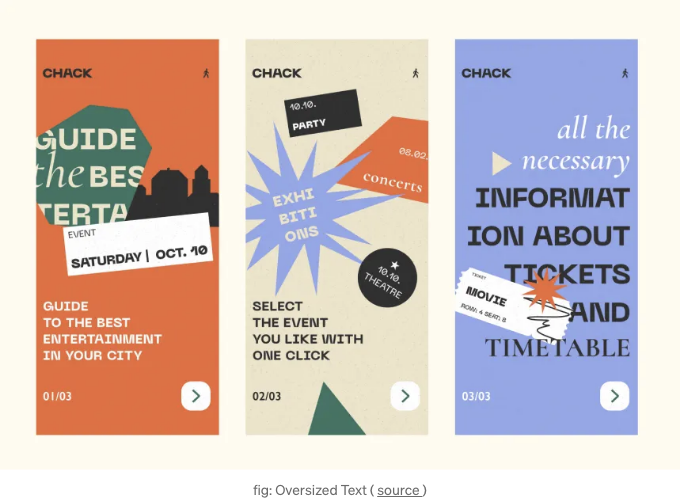 CHACK
GUIDE
the BES
TERTA
EVENT
SATURDAY | OCT. 10
GUIDE
TO THE BEST
ENTERTAINMENT
IN YOUR CITY
01/03
CHACK
10.10.
PARTY
08.02.
concerts
EXHI
BITI
ONS
10.10.
THEATRE
SELECT
THE EVENT
YOU LIKE WITH
ONE CLICK
02/03
CHACK
all the
necessary
INFORMAT
ION ABOUT
TICKETS
TICKET
MOVIE
ROW: 4 SEAT: 8
AND
TIMETABLE
03/03
fig: Oversized Text ( source )